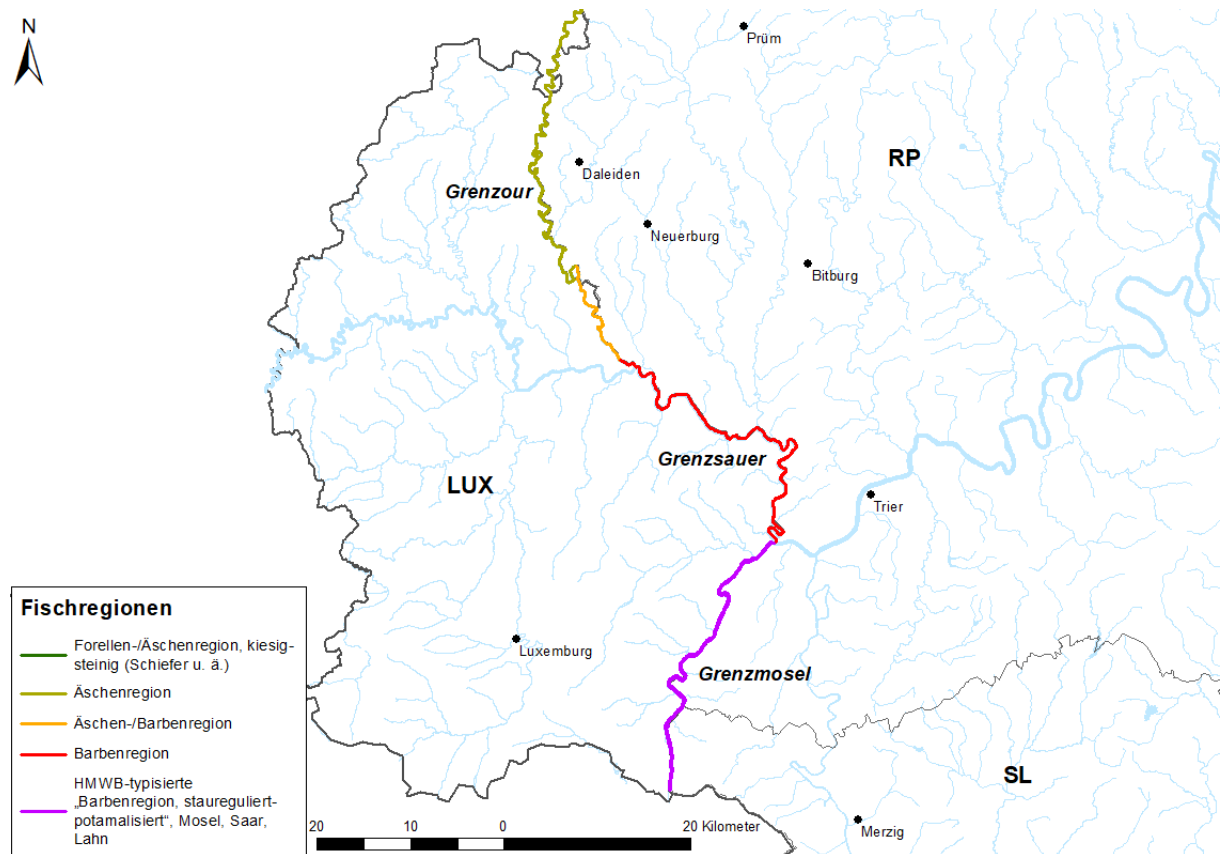 N
Prüm
RP
Daleiden
Grenzour
Neuerburg
Bitburg
Grenzsauer
LUX
Trier
Luxemburg
Grenzmosel
SL
Merzig
Fischregionen
Forellen-/Äschenregion, kiesig-
steinig (Schiefer u. ä.)
Äschenregion
Äschen-/Barbenregion
Barbenregion
HMWB-typisierte
„Barbenregion, staureguliert-
potamalisiert“, Mosel, Saar,
Lahn
20 10 0 20 Kilometer